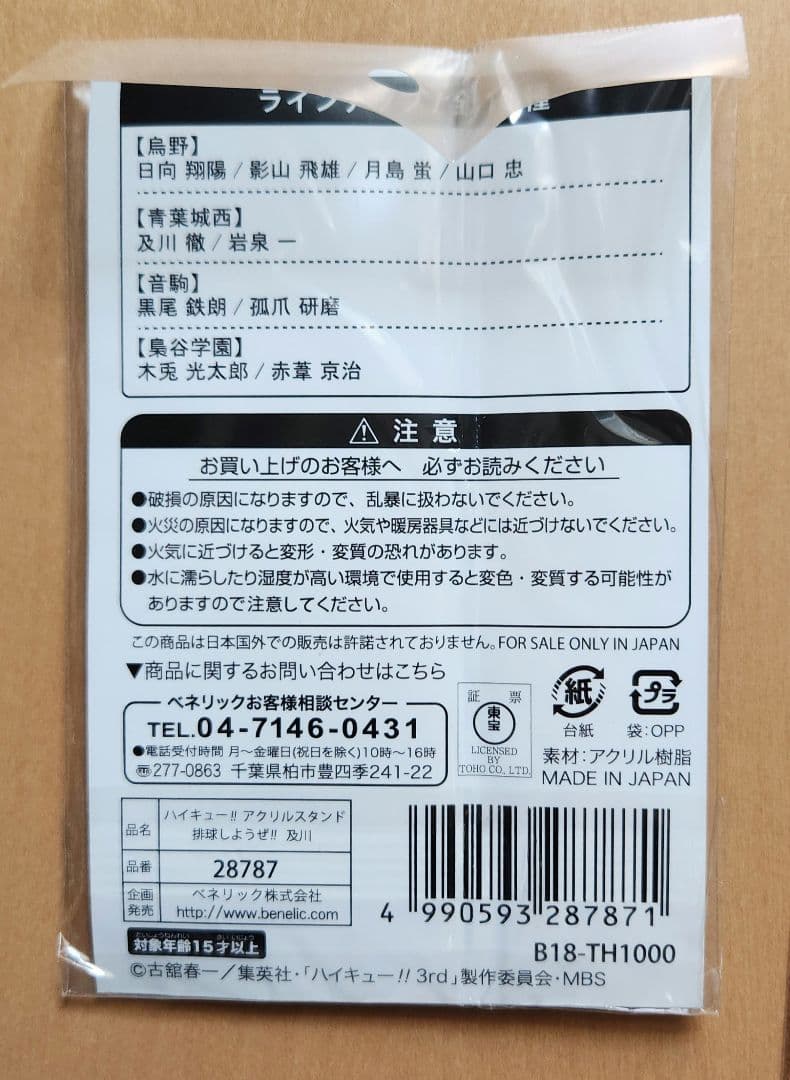 【烏野】
日向 翔陽 / 影山 飛雄 / 月島 蛍 / 山口 忠
【青葉城西】
及川 徹 / 岩泉 一
【音駒】
黒尾 鉄朗 / 孤爪 研磨
【梟谷学園】
木兎 光太郎 / 赤葦 京治
⚠ 注意
お買い上げのお客様へ 必ずお読みください
●破損の原因になりますので、乱暴に扱わないでください。
●火災の原因になりますので、火気や暖房器具などには近づけないでください。
●火気に近づけると変形・変質の恐れがあります。
●水に濡らしたり湿度が高い環境で使用すると変色・変質する可能性が
ありますので注意してください。
この商品は日本国外での販売は許諾されておりません。FOR SALE ONLY IN JAPAN
▼商品に関するお問い合わせはこちら
ベネリックお客様相談センター
TEL.04-7146-0431
●電話受付時間 月〜金曜日(祝日を除く)10時〜16時
〠277-0863 千葉県柏市豊四季241-22
証 票
東宝
LICENSED
BY
TOHO CO., LTD.
紙
台紙
プラ
袋:OPP
素材:アクリル樹脂
MADE IN JAPAN
品名
ハイキュー!! アクリルスタンド
排球しようぜ!! 及川
品番
28787
企画
発売
ベネリック株式会社
http://www.benelic.com
4 990593 287871
たいしょうねんれい さいいじょう
対象年齢15才以上
B18-TH1000
©古舘春一／集英社・「ハイキュー!! 3rd」製作委員会・MBS